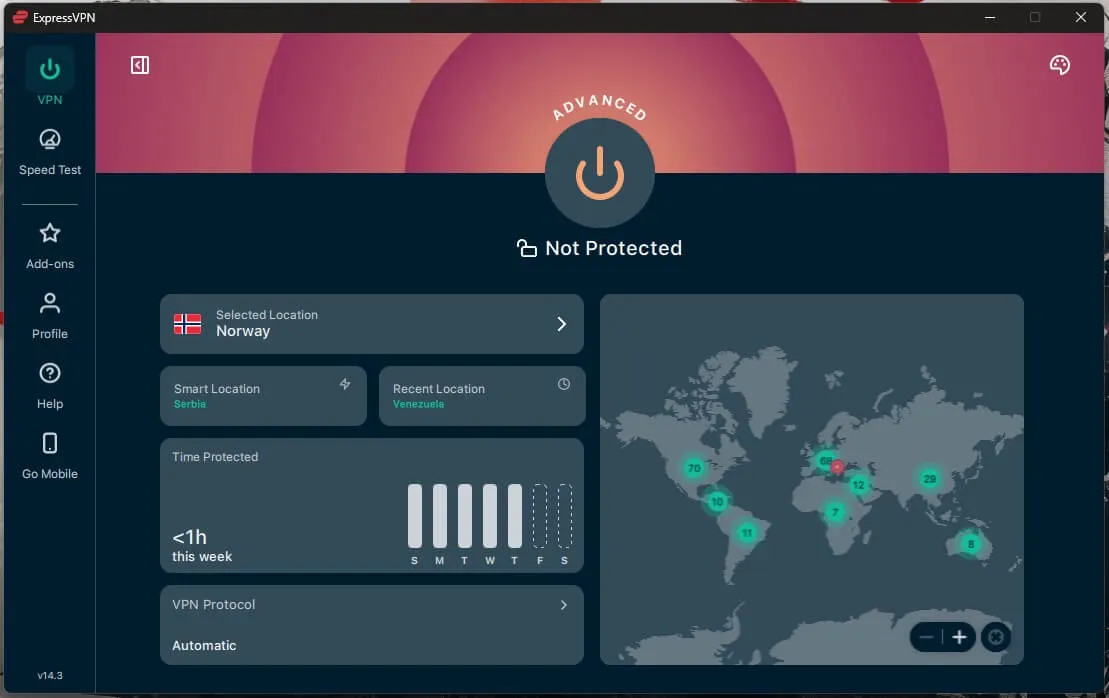 ExpressVPN
VPN
Speed Test
Add-ons
Profile
Help
Go Mobile
v14.3
ADVANCED
Not Protected
Selected Location
Norway
Smart Location
Serbia
Recent Location
Venezuela
Time Protected
<1h
this week
S M T W T F S
VPN Protocol
Automatic
70
10
11
12
7
29
8